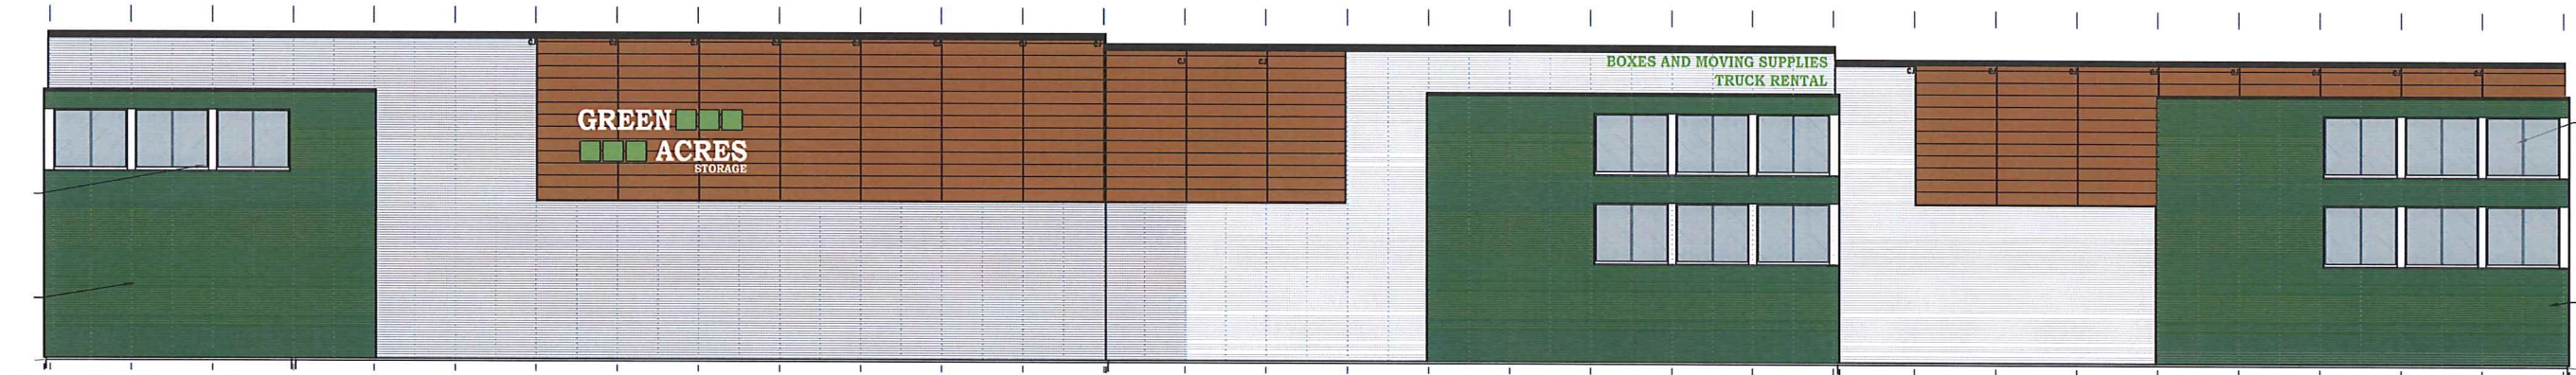 GREEN
ACRES
STORAGE
BOXES AND MOVING SUPPLIES
TRUCK RENTAL